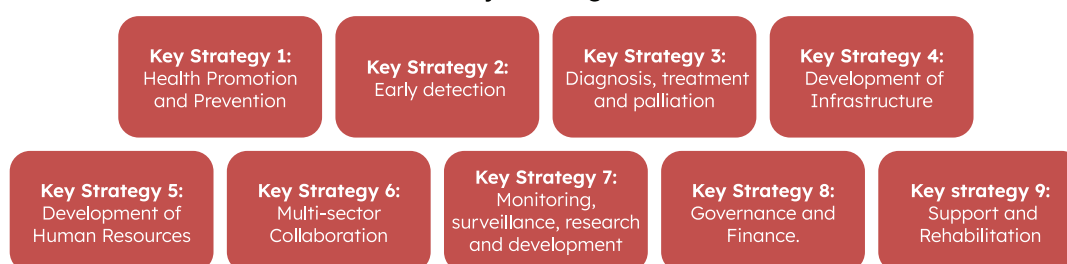 Key Strategy 1:
Health Promotion
and Prevention
Key Strategy 2:
Early detection
Key Strategy 3:
Diagnosis, treatment
and palliation
Key Strategy 4:
Development of
Infrastructure
Key Strategy 5:
Development of
Human Resources
Key Strategy 6:
Multi-sector
Collaboration
Key Strategy 7:
Monitoring,
surveillance, research
and development
Key Strategy 8:
Governance and
Finance.
Key strategy 9:
Support and
Rehabilitation